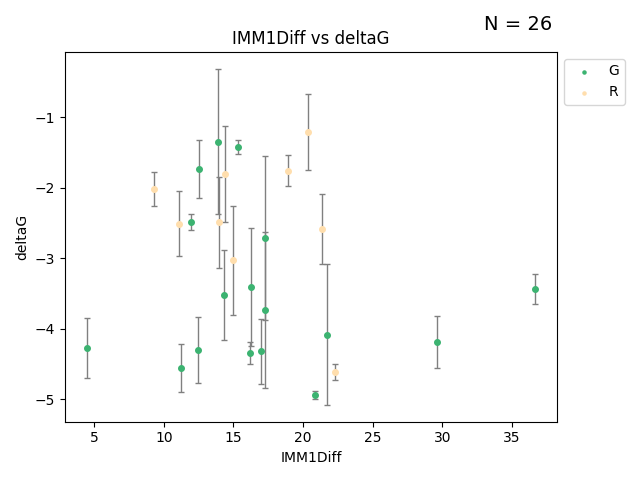 N = 26
IMM1Diff vs deltaG
G
R
−1
−2
−3
−4
−5
deltaG
5 10 15 20 25 30 35
IMM1Diff